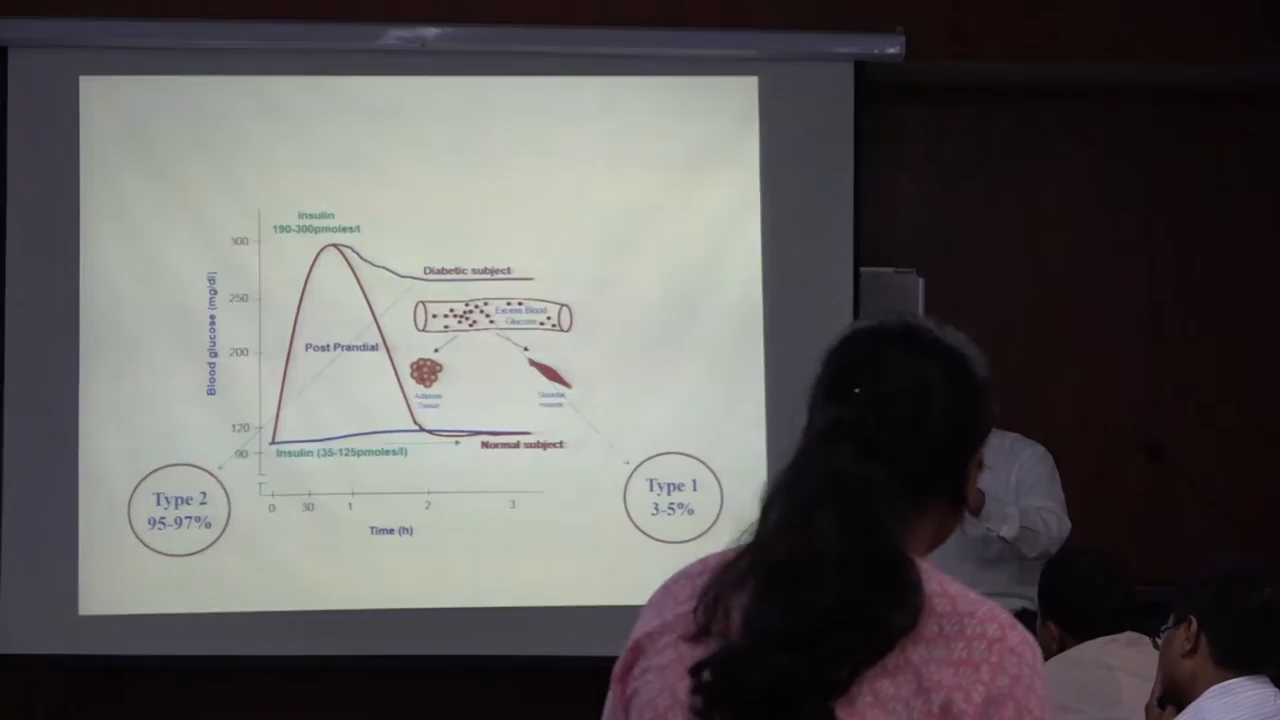 Insulin
190-300pmoles/l
300
Diabetic subject
250
Excess Blood
Glucose
Blood glucose (mg/dl)
Post Prandial
200
Adipose
Tissue
Skeletal
muscle
120
Normal subject
90
Insulin (35-125pmoles/l)
Type 2
95-97%
Type 1
3-5%
0
30
1
2
3
Time (h)